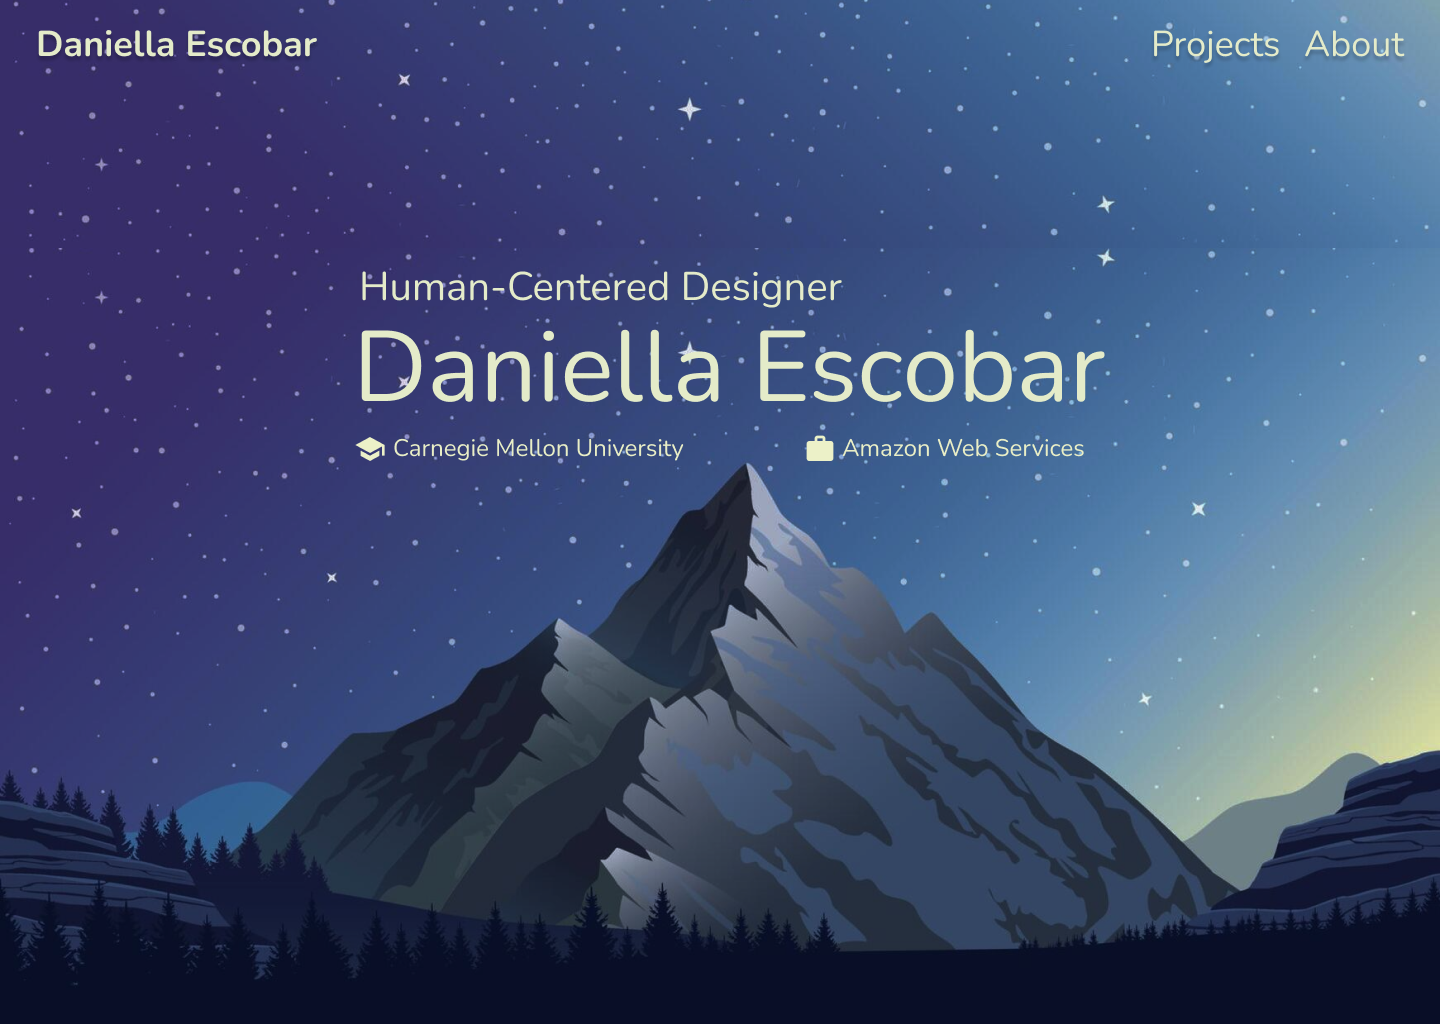 Daniella Escobar
Projects About
Human-Centered Designer
Daniella Escobar
Carnegie Mellon University
Amazon Web Services